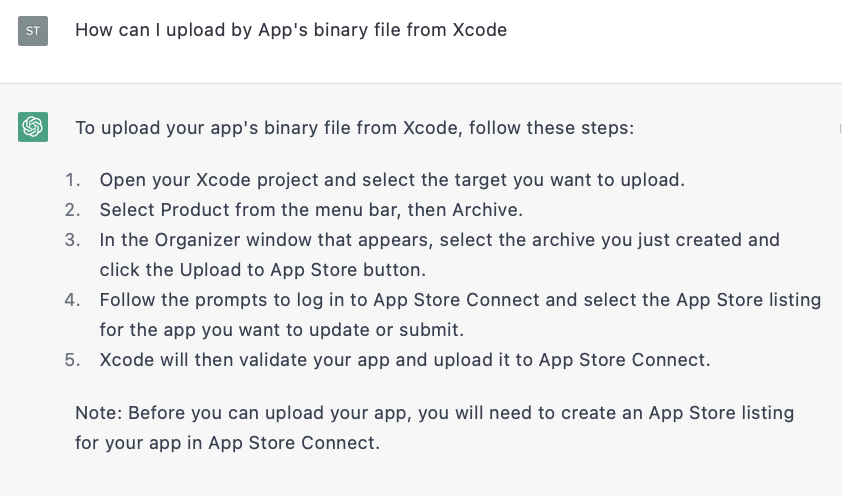 ST
How can I upload by App's binary file from Xcode
To upload your app's binary file from Xcode, follow these steps:
1. Open your Xcode project and select the target you want to upload.
2. Select Product from the menu bar, then Archive.
3. In the Organizer window that appears, select the archive you just created and
click the Upload to App Store button.
4. Follow the prompts to log in to App Store Connect and select the App Store listing
for the app you want to update or submit.
5. Xcode will then validate your app and upload it to App Store Connect.
Note: Before you can upload your app, you will need to create an App Store listing
for your app in App Store Connect.